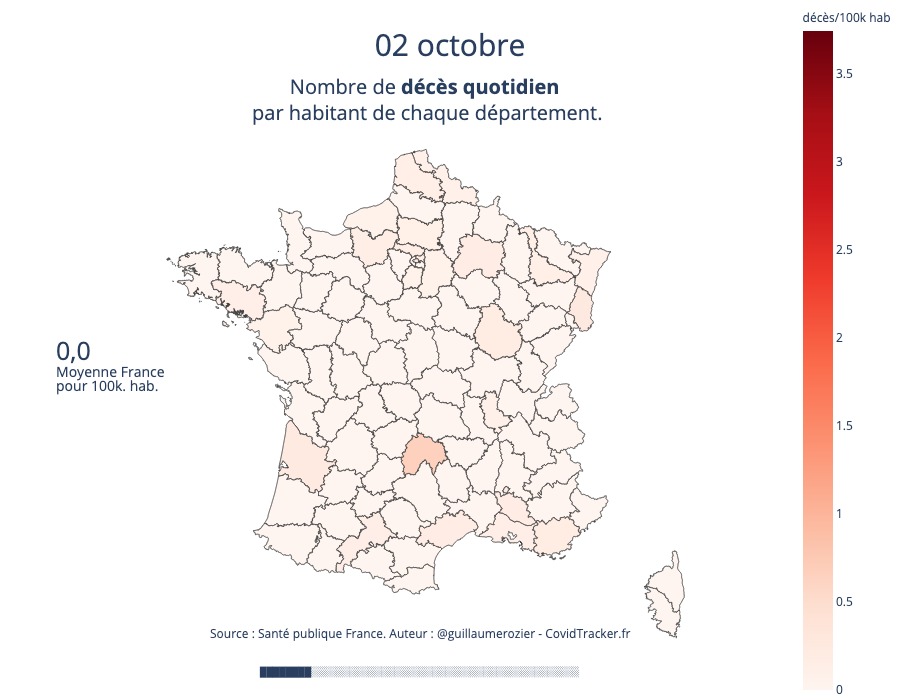 décès/100k hab
02 octobre
Nombre de décès quotidien
par habitant de chaque département.
3.5
3
2.5
2
1.5
1
0.5
0
0,0
Moyenne France
pour 100k. hab.
Source : Santé publique France. Auteur : @guillaumerozier - CovidTracker.fr